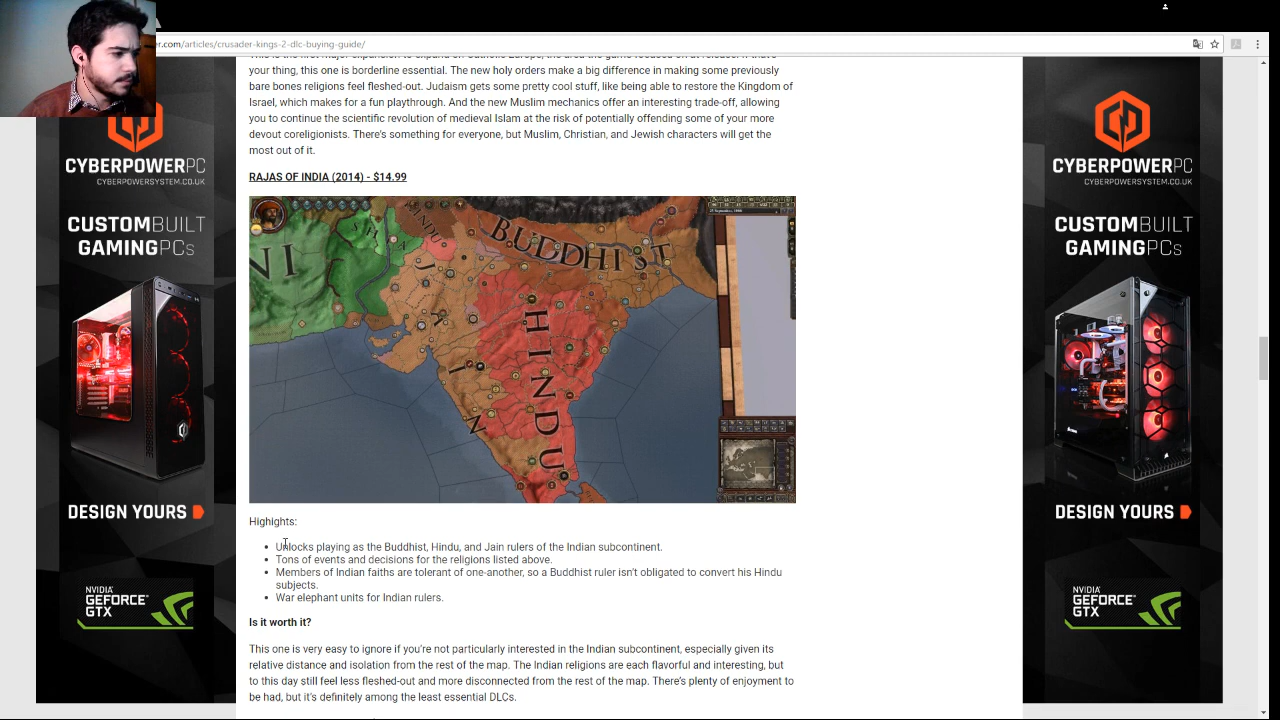 er.com/articles/crusader-kings-2-dlc-buying-guide/
your thing, this one is borderline essential. The new holy orders make a big difference in making some previously
bare bones religions feel fleshed-out. Judaism gets some pretty cool stuff, like being able to restore the Kingdom of
Israel, which makes for a fun playthrough. And the new Muslim mechanics offer an interesting trade-off, allowing
you to continue the scientific revolution of medieval Islam at the risk of potentially offending some of your more
devout coreligionists. There's something for everyone, but Muslim, Christian, and Jewish characters will get the
most out of it.
RAJAS OF INDIA (2014) - $14.99
BUDDHIST
HINDU
JAIN
HINDU
Highlights:
Unlocks playing as the Buddhist, Hindu, and Jain rulers of the Indian subcontinent.
Tons of events and decisions for the religions listed above.
Members of Indian faiths are tolerant of one-another, so a Buddhist ruler isn't obligated to convert his Hindu
subjects.
War elephant units for Indian rulers.
Is it worth it?
This one is very easy to ignore if you're not particularly interested in the Indian subcontinent, especially given its
relative distance and isolation from the rest of the map. The Indian religions are each flavorful and interesting, but
to this day still feel less fleshed-out and more disconnected from the rest of the map. There's plenty of enjoyment to
be had, but it's definitely among the least essential DLCs.
CYBERPOWERPC
CYBERPOWERSYSTEM.CO.UK
CUSTOMBUILT
GAMINGPCs
DESIGN YOURS
NVIDIA
GEFORCE
GTX
CYBERPOWERPC
CYBERPOWERSYSTEM.CO.UK
CUSTOMBUILT
GAMINGPCs
DESIGN YOURS
NVIDIA
GEFORCE
GTX